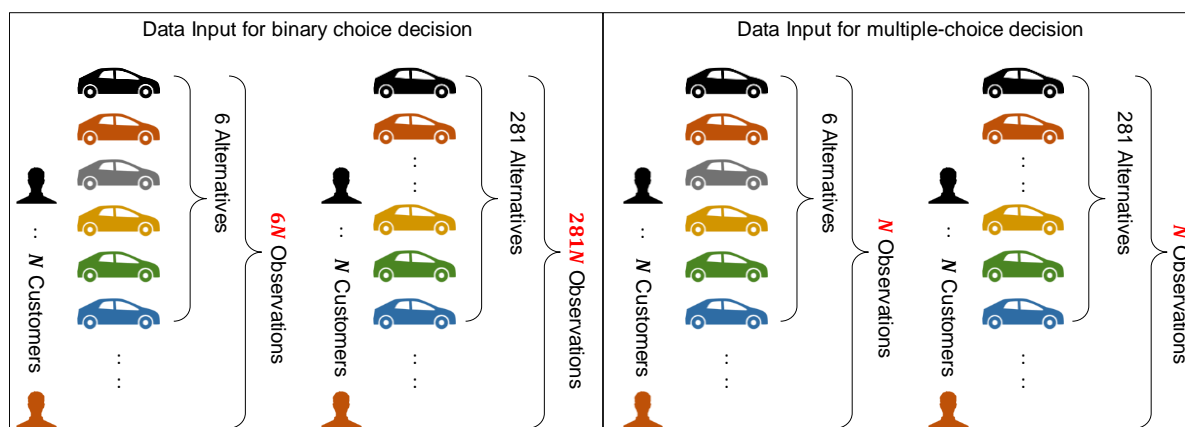 Data Input for binary choice decision
N Customers
6 Alternatives
6N Observations
N Customers
281 Alternatives
281N Observations
Data Input for multiple-choice decision
N Customers
6 Alternatives
N Observations
N Customers
281 Alternatives
N Observations